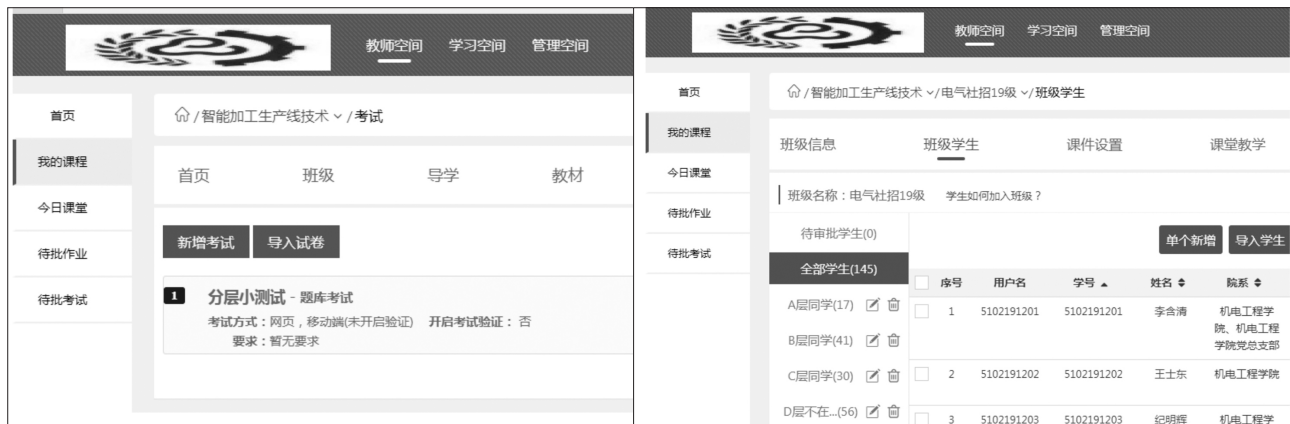 教师空间 学习空间 管理空间
首页
我的课程
今日课堂
待批作业
待批考试
/智能加工生产线技术 /考试
首页 班级 导学 教材
新增考试 导入试卷
1 分层小测试 - 题库考试
考试方式：网页，移动端(未开启验证) 开启考试验证： 否
要求：暂无要求
教师空间 学习空间 管理空间
首页
我的课程
今日课堂
待批作业
待批考试
/智能加工生产线技术 /电气社招19级 /班级学生
班级信息 班级学生 课件设置 课堂教学
班级名称：电气社招19级 学生如何加入班级？
待审批学生(0)
全部学生(145)
A层同学(17)
B层同学(41)
C层同学(30)
D层不在...(56)
单个新增 导入学生
序号 用户名 学号 姓名 院系
1 5102191201 5102191201 李含清 机电工程学
院、机电工程
学院党总支部
2 5102191202 5102191202 王士东 机电工程学院
3 5102191203 5102191203 纪明辉 机电工程学